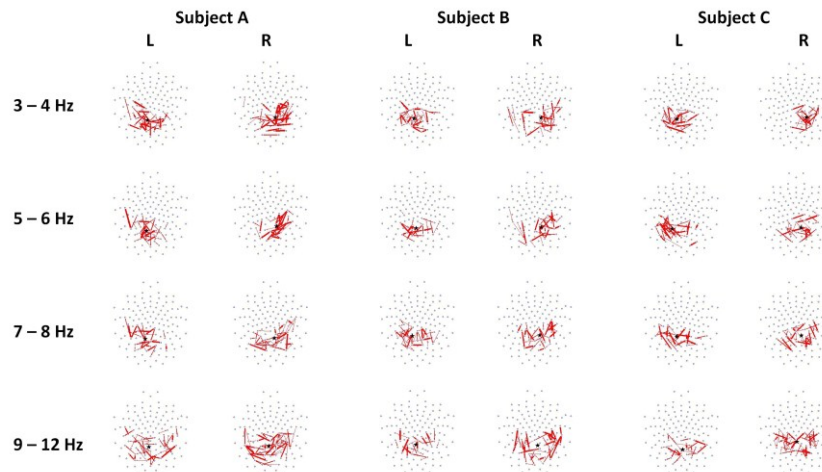 Subject A Subject B Subject C
L R L R L R
3 – 4 Hz
5 – 6 Hz
7 – 8 Hz
9 – 12 Hz